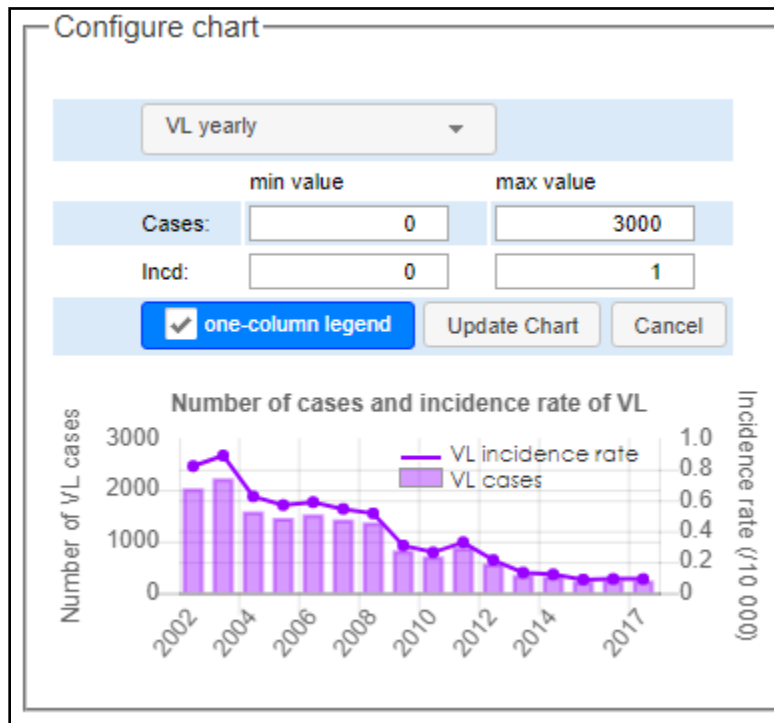 Configure chart
VL yearly
min value max value
Cases: 0 3000
Incd: 0 1
one-column legend Update Chart Cancel
Number of cases and incidence rate of VL
Number of VL cases
3000
2000
1000
0
VL incidence rate
VL cases
1.0
0.8
0.6
0.4
0.2
0
Incidence rate (/10 000)
2002 2004 2006 2008 2010 2012 2014 2017